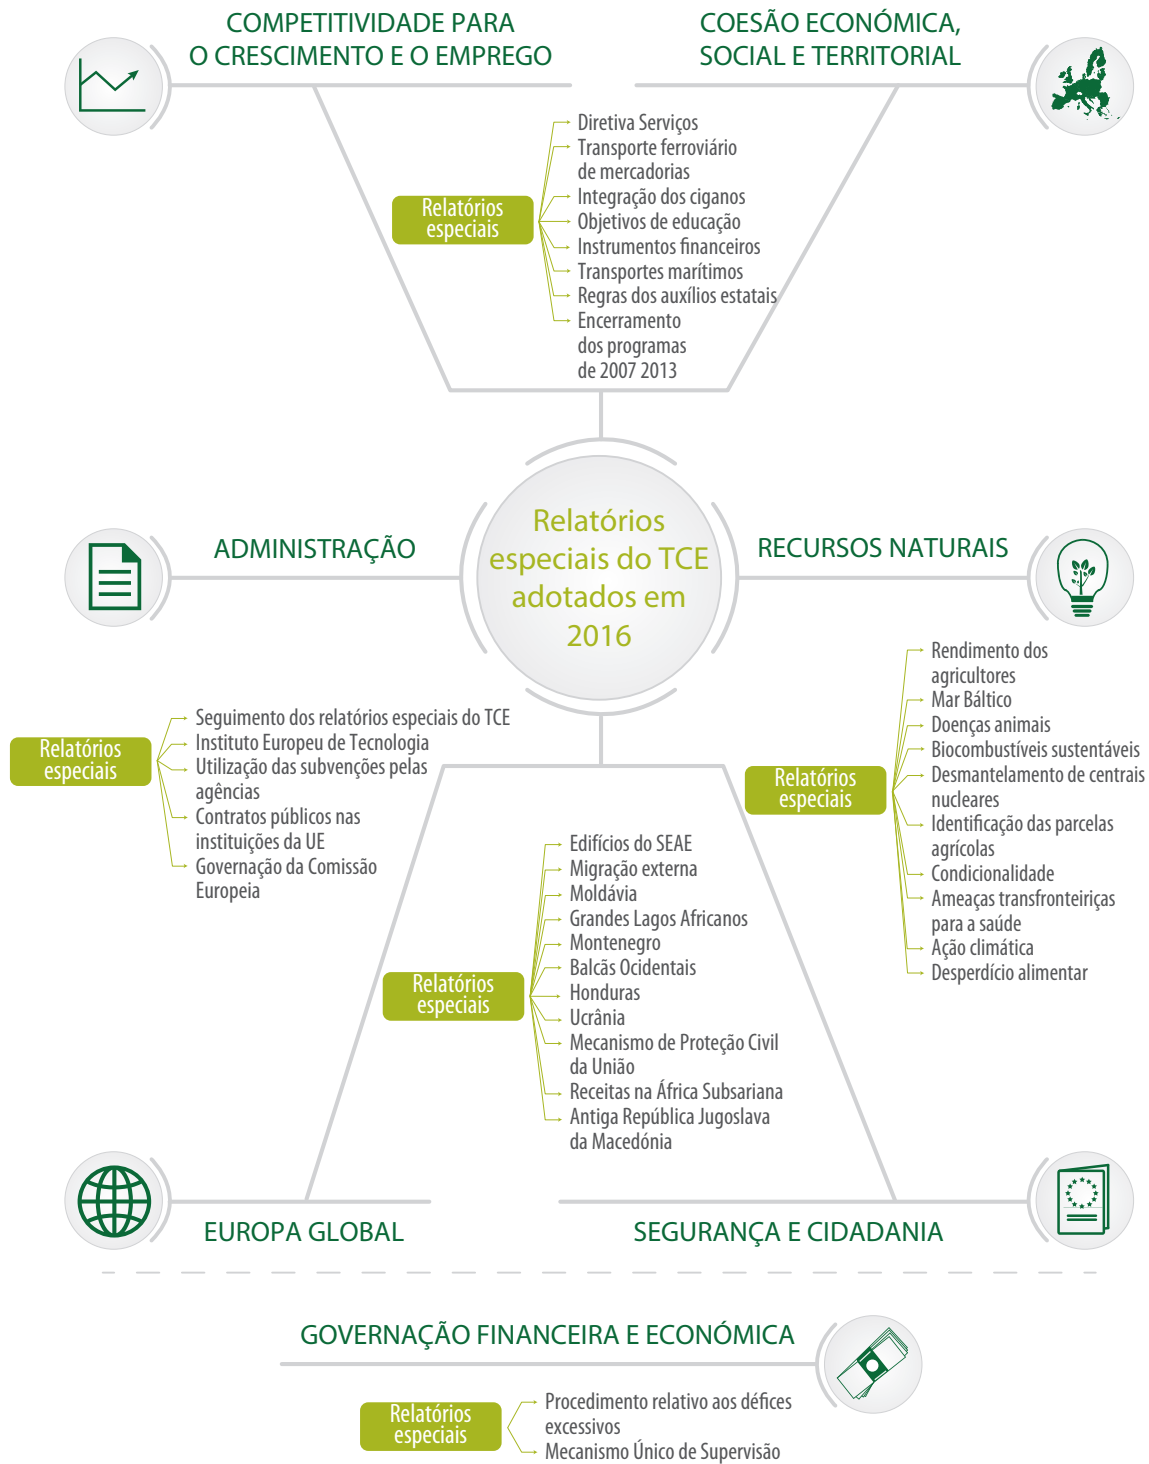 COMPETITIVIDADE PARA
O CRESCIMENTO E O EMPREGO
COESÃO ECONÓMICA,
SOCIAL E TERRITORIAL
Relatórios
especiais
Diretiva Serviços
Transporte ferroviário
de mercadorias
Integração dos ciganos
Objetivos de educação
Instrumentos financeiros
Transportes marítimos
Regras dos auxílios estatais
Encerramento
dos programas
de 2007 2013
Relatórios
especiais do TCE
adotados em
2016
ADMINISTRAÇÃO
Relatórios
especiais
Seguimento dos relatórios especiais do TCE
Instituto Europeu de Tecnologia
Utilização das subvenções pelas
agências
Contratos públicos nas
instituições da UE
Governação da Comissão
Europeia
RECURSOS NATURAIS
Relatórios
especiais
Rendimento dos
agricultores
Mar Báltico
Doenças animais
Biocombustíveis sustentáveis
Desmantelamento de centrais
nucleares
Identificação das parcelas
agrícolas
Condicionalidade
Ameaças transfronteiriças
para a saúde
Ação climática
Desperdício alimentar
Relatórios
especiais
Edifícios do SEAE
Migração externa
Moldávia
Grandes Lagos Africanos
Montenegro
Balcãs Ocidentais
Honduras
Ucrânia
Mecanismo de Proteção Civil
da União
Receitas na África Subsariana
Antiga República Jugoslava
da Macedónia
EUROPA GLOBAL
SEGURANÇA E CIDADANIA
GOVERNAÇÃO FINANCEIRA E ECONÓMICA
Relatórios
especiais
Procedimento relativo aos défices
excessivos
Mecanismo Único de Supervisão